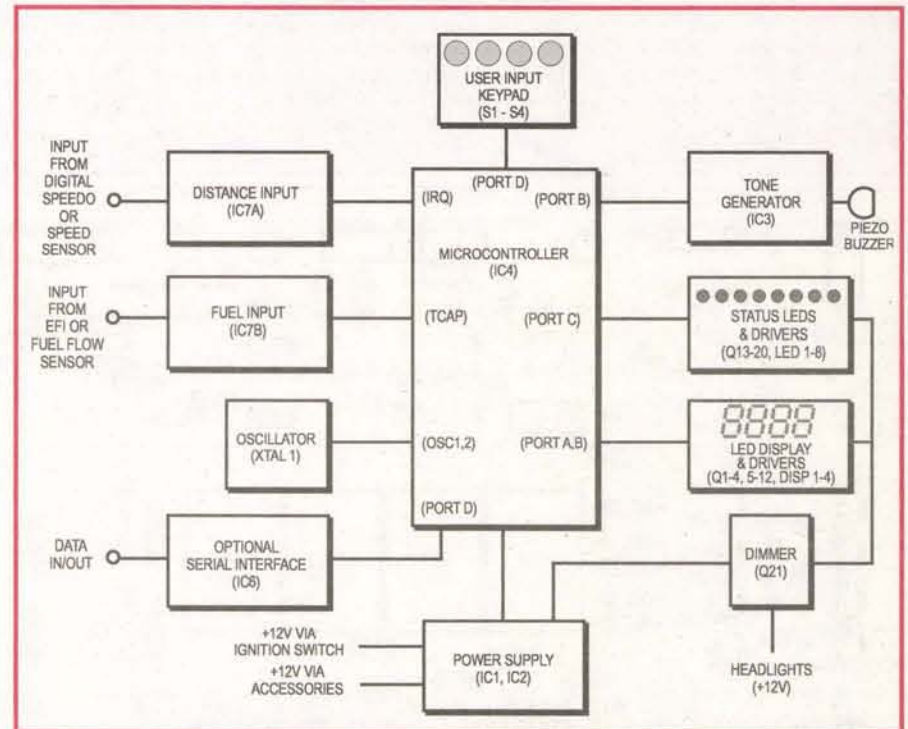 USER INPUT
KEYPAD
(S1 - S4)
INPUT
FROM
DIGITAL
SPEEDO
OR
SPEED
SENSOR
DISTANCE INPUT
(IC7A)
(IRQ)
(PORT D)
(PORT B)
TONE
GENERATOR
(IC3)
PIEZO
BUZZER
MICROCONTROLLER
(IC4)
INPUT
FROM
EFI OR
FUEL FLOW
SENSOR
FUEL INPUT
(IC7B)
(TCAP)
(PORT C)
STATUS LEDS
& DRIVERS
(Q13-20, LED 1-8)
OSCILLATOR
(XTAL 1)
(OSC1,2)
(PORT A,B)
8888
LED DISPLAY
& DRIVERS
(Q1-4, 5-12, DISP 1-4)
(PORT D)
DATA
IN/OUT
OPTIONAL
SERIAL INTERFACE
(IC6)
DIMMER
(Q21)
+12V VIA
IGNITION SWITCH
+12V VIA
ACCESSORIES
POWER SUPPLY
(IC1, IC2)
HEADLIGHTS
(+12V)